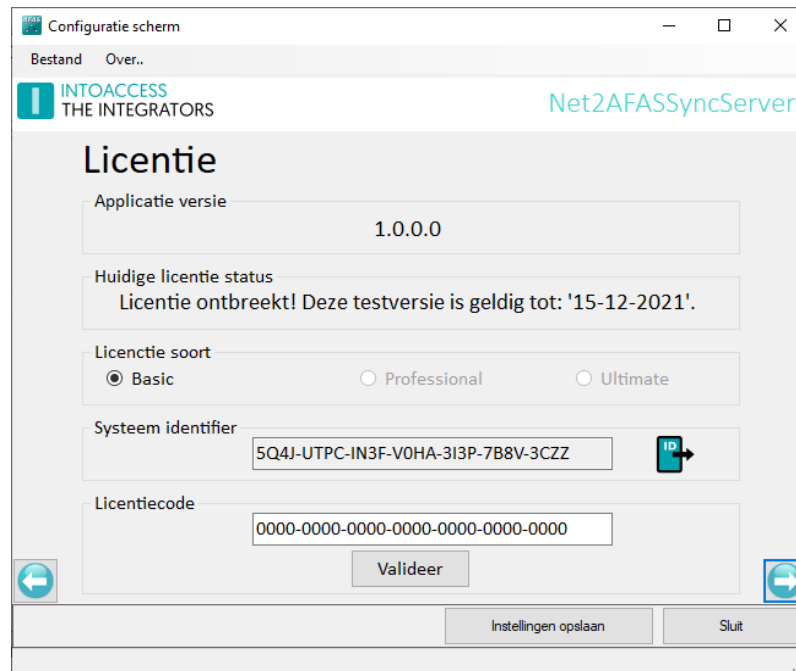 Configuratie scherm
Bestand Over..
INTOACCESS
THE INTEGRATORS
Net2AFASSyncServer
Licentie
Applicatie versie
1.0.0.0
Huidige licentie status
Licentie ontbreekt! Deze testversie is geldig tot: '15-12-2021'.
Licenctie soort
Basic Professional Ultimate
Systeem identifier
5Q4J-UTPC-IN3F-V0HA-3I3P-7B8V-3CZZ
ID
Licentiecode
0000-0000-0000-0000-0000-0000-0000
Valideer
Instellingen opslaan Sluit